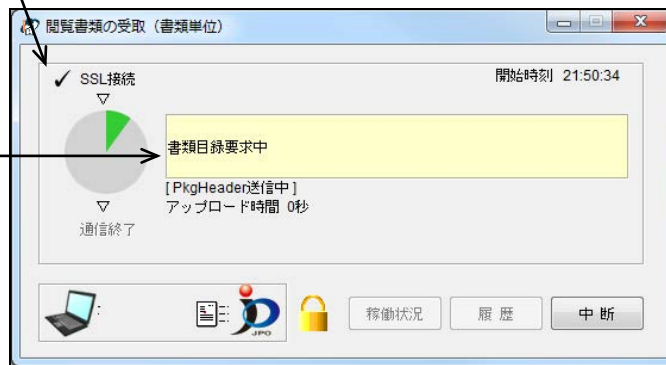 閲覧書類の受取（書類単位）
✓ SSL接続
開始時刻 21:50:34
▽
書類目録要求中
[ PkgHeader送信中 ]
▽
アップロード時間 0秒
通信終了
JPO
稼働状況
履 歴
中 断